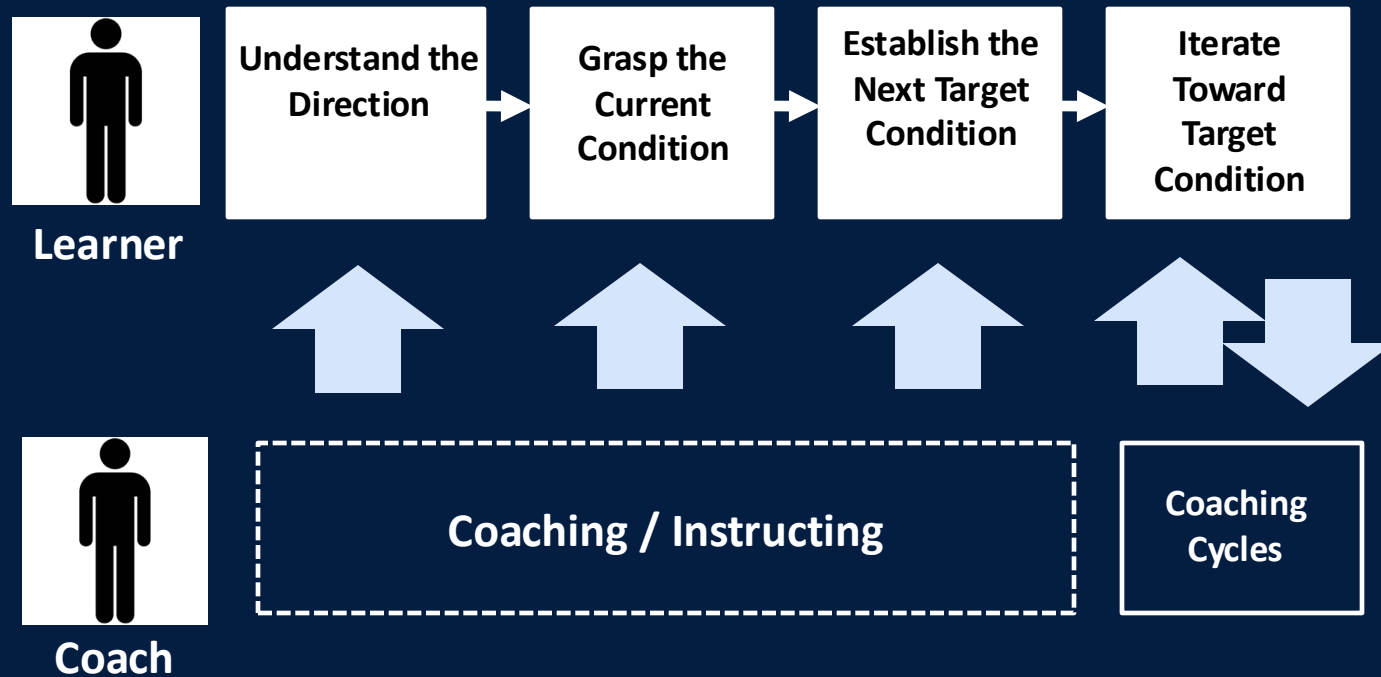 Understand the
Direction
Grasp the
Current
Condition
Establish the
Next Target
Condition
Iterate
Toward
Target
Condition
Learner
Coaching / Instructing
Coaching
Cycles
Coach